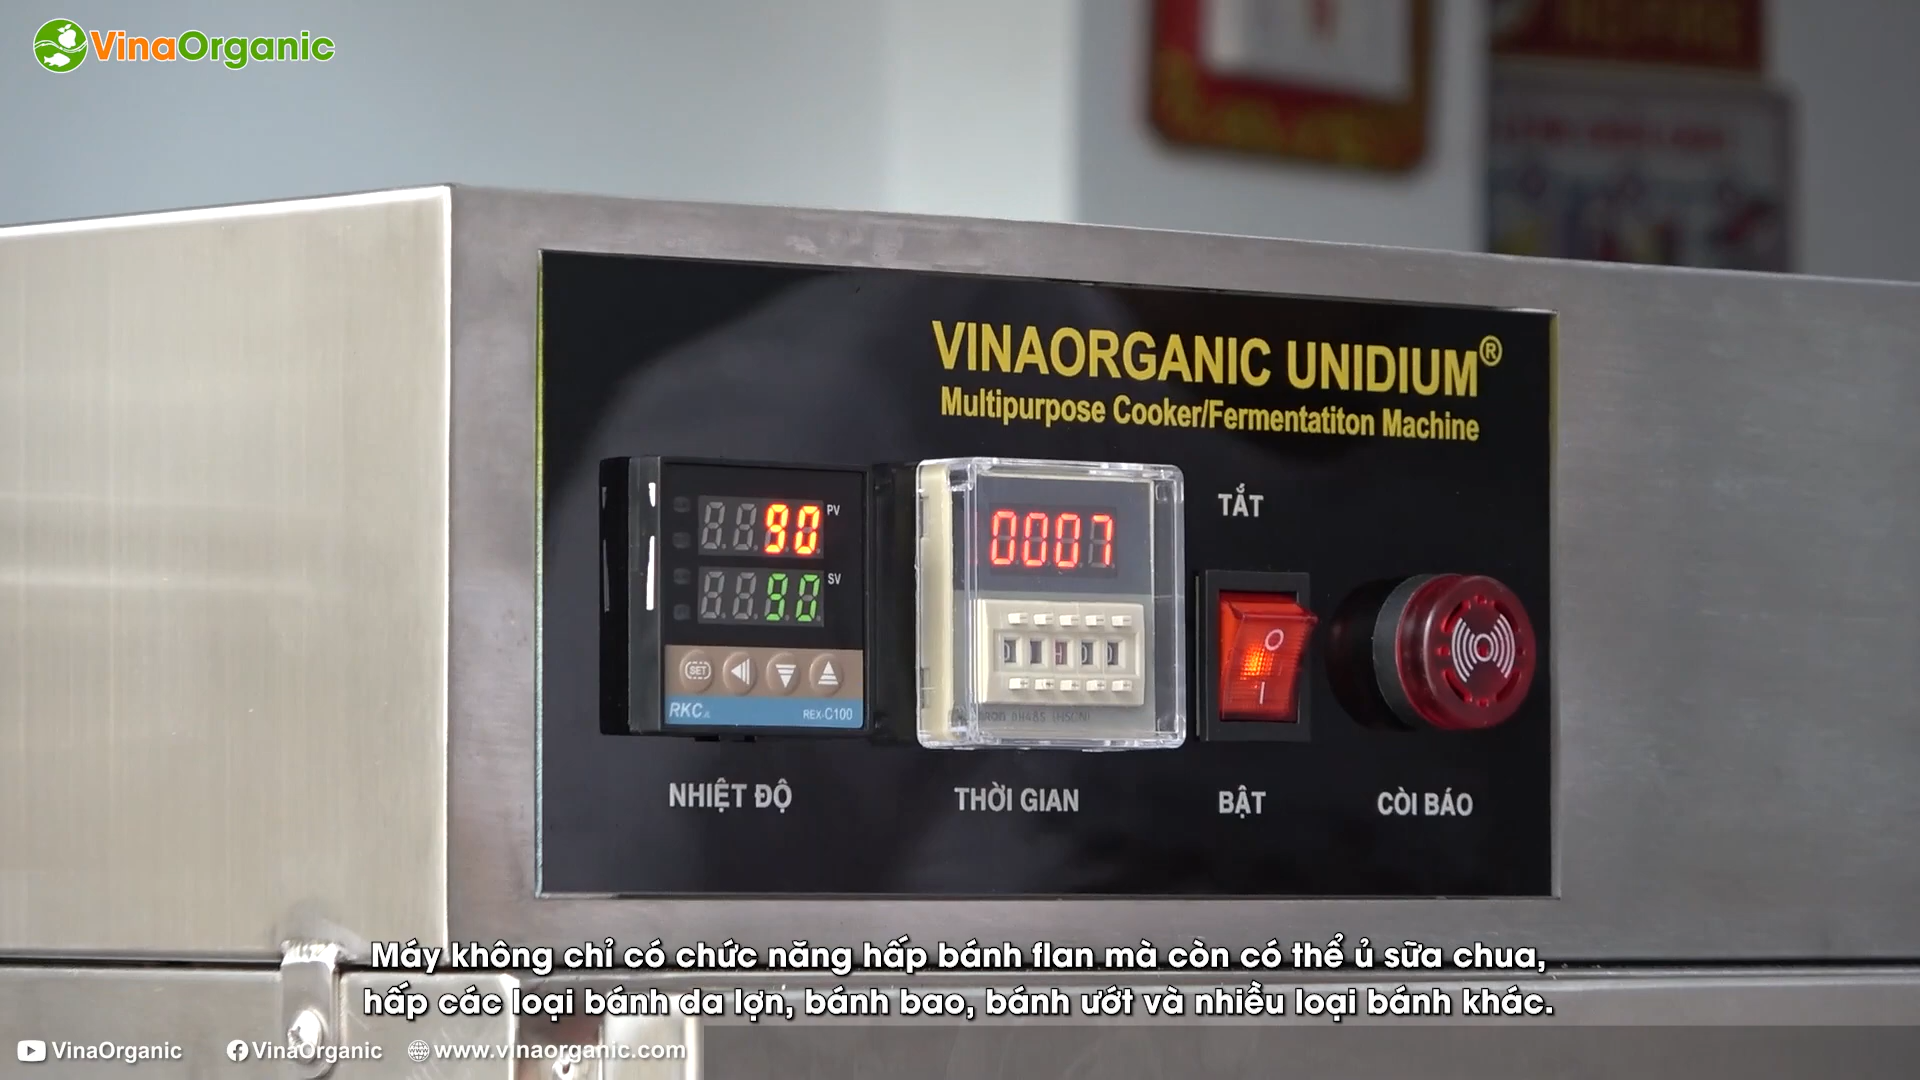 VinaOrganic
VINAORGANIC UNIDIUM®
Multipurpose Cooker/Fermentatiton Machine
90 PV
90 SV
SET
RKC
REX-C100
0007
TẮT
NHIỆT ĐỘ
THỜI GIAN
BẬT
CÒI BÁO
Máy không chỉ có chức năng hấp bánh flan mà còn có thể ủ sữa chua,
hấp các loại bánh da lợn, bánh bao, bánh ướt và nhiều loại bánh khác.
VinaOrganic VinaOrganic www.vinaorganic.com